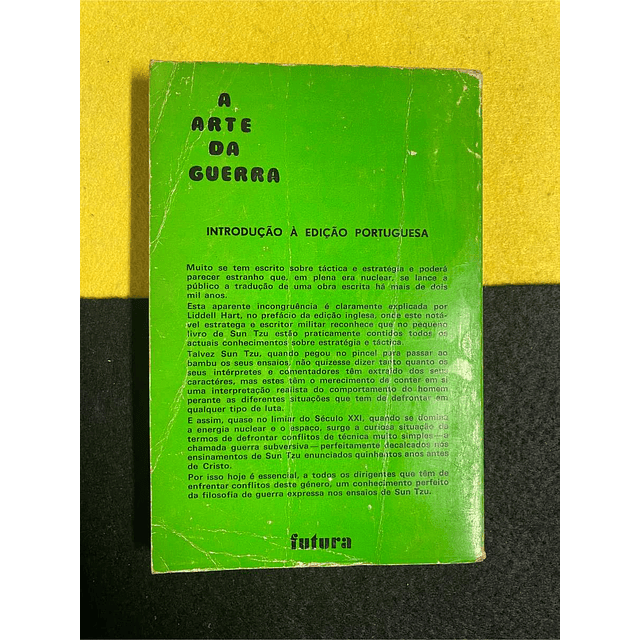 A
ARTE
DA
GUERRA
INTRODUÇÃO À EDIÇÃO PORTUGUESA
Muito se tem escrito sobre táctica e estratégia e poderá
parecer estranho que, em plena era nuclear, se lance a
público a tradução de uma obra escrita há mais de dois
mil anos.
Esta aparente incongruência é claramente explicada por
Liddell Hart, no prefácio da edição inglesa, onde este notá-
vel estratega e escritor militar reconhece que no pequeno
livro de Sun Tzu estão praticamente contidos todos os
actuais conhecimentos sobre estratégia e táctica.
Talvez Sun Tzu, quando pegou no pincel para passar ao
bambu os seus ensaios, não quizesse dizer tanto quanto os
seus intérpretes e comentadores têm extraído dos seus
caractéres, mas estes têm o merecimento de conter em si
uma interpretação realista do comportamento do homem
perante as diferentes situações que tem de defrontar em
qualquer tipo de luta.
E assim, quase no limiar do Século XXI, quando se domina
a energia nuclear e o espaço, surge a curiosa situação de
termos de defrontar conflitos de técnica muito simples—a
chamada guerra subversiva—perfeitamente decalcados nos
ensinamentos de Sun Tzu enunciados quinhentos anos antes
de Cristo.
Por isso hoje é essencial, a todos os dirigentes que têm de
enfrentar conflitos deste género, um conhecimento perfeito
da filosofia de guerra expressa nos ensaios de Sun Tzu.
futura